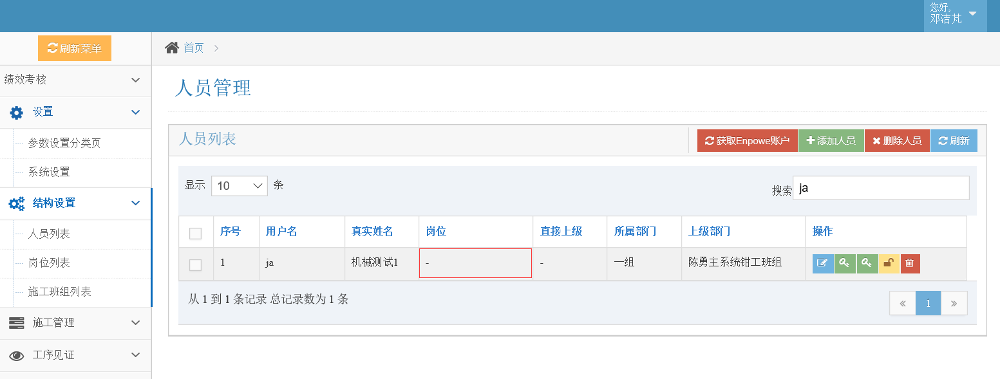 您好,
邓洁芃
刷新菜单
首页
绩效考核
设置
参数设置分类页
系统设置
结构设置
人员列表
岗位列表
施工班组列表
施工管理
工序见证
人员管理
人员列表
获取Enpowe账户 添加人员 删除人员 刷新
显示 10 条
搜索 ja
序号 用户名 真实姓名 岗位 直接上级 所属部门 上级部门 操作
1 ja 机械测试1 - - 一组 陈勇主系统钳工班组
从 1 到 1 条记录 总记录数为 1 条
« 1 »